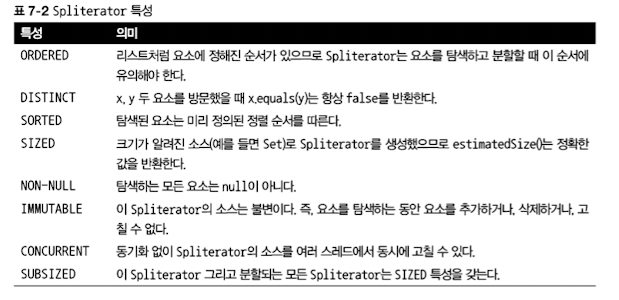 표 7-2 Spliterator 특성
특성 의미
ORDERED 리스트처럼 요소에 정해진 순서가 있으므로 Spliterator는 요소를 탐색하고 분할할 때 이 순서에
유의해야 한다.
DISTINCT x, y 두 요소를 방문했을 때 x.equals(y)는 항상 false를 반환한다.
SORTED 탐색된 요소는 미리 정의된 정렬 순서를 따른다.
SIZED 크기가 알려진 소스(예를 들면 Set)로 Spliterator를 생성했으므로 estimatedSize()는 정확한
값을 반환한다.
NON-NULL 탐색하는 모든 요소는 null이 아니다.
IMMUTABLE 이 Spliterator의 소스는 불변이다. 즉, 요소를 탐색하는 동안 요소를 추가하거나, 삭제하거나, 고
칠 수 없다.
CONCURRENT 동기화 없이 Spliterator의 소스를 여러 스레드에서 동시에 고칠 수 있다.
SUBSIZED 이 Spliterator 그리고 분할되는 모든 Spliterator는 SIZED 특성을 갖는다.